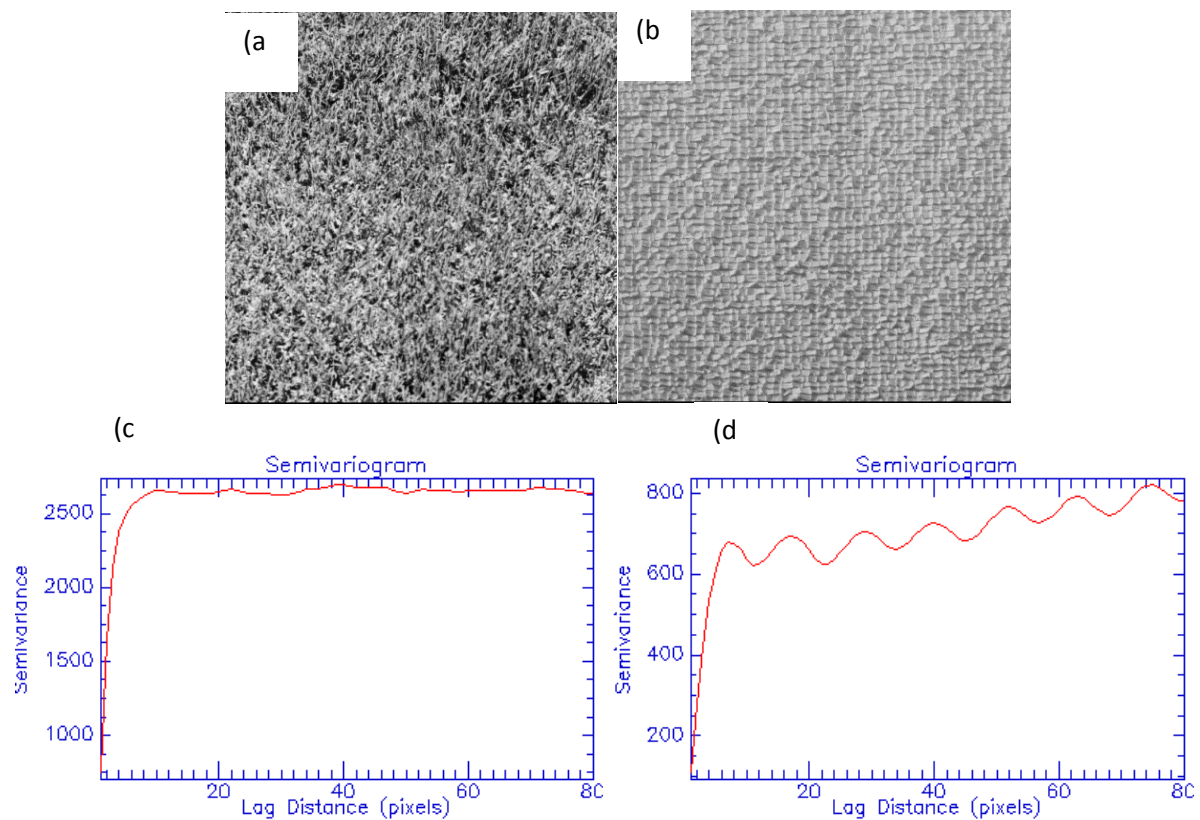 (a
(b
(c
(d
Semivariogram
2500
2000
1500
1000
Semivariance
20
40
60
80
Lag Distance (pixels)
Semivariogram
800
600
400
200
Semivariance
20
40
60
80
Lag Distance (pixels)